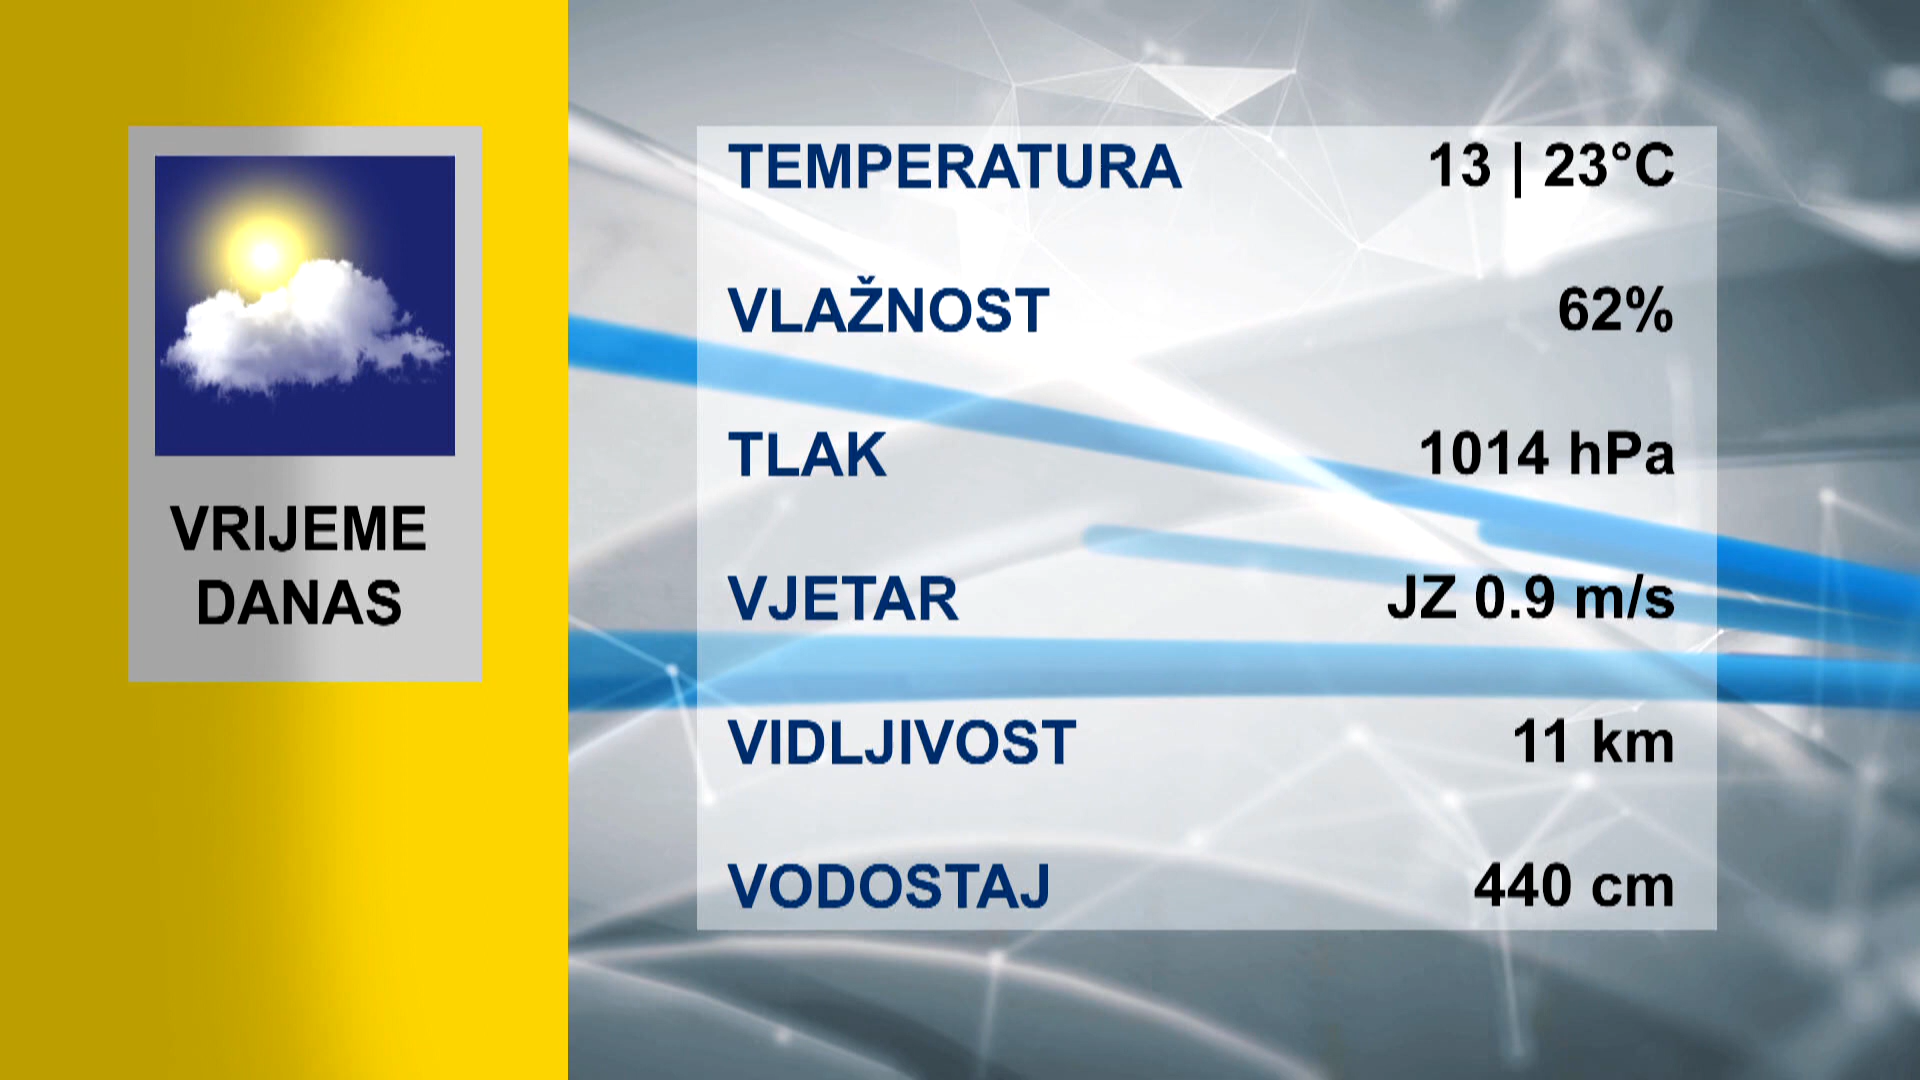 VRIJEME
DANAS
TEMPERATURA 13 | 23°C
VLAŽNOST 62%
TLAK 1014 hPa
VJETAR JZ 0.9 m/s
VIDLJIVOST 11 km
VODOSTAJ 440 cm